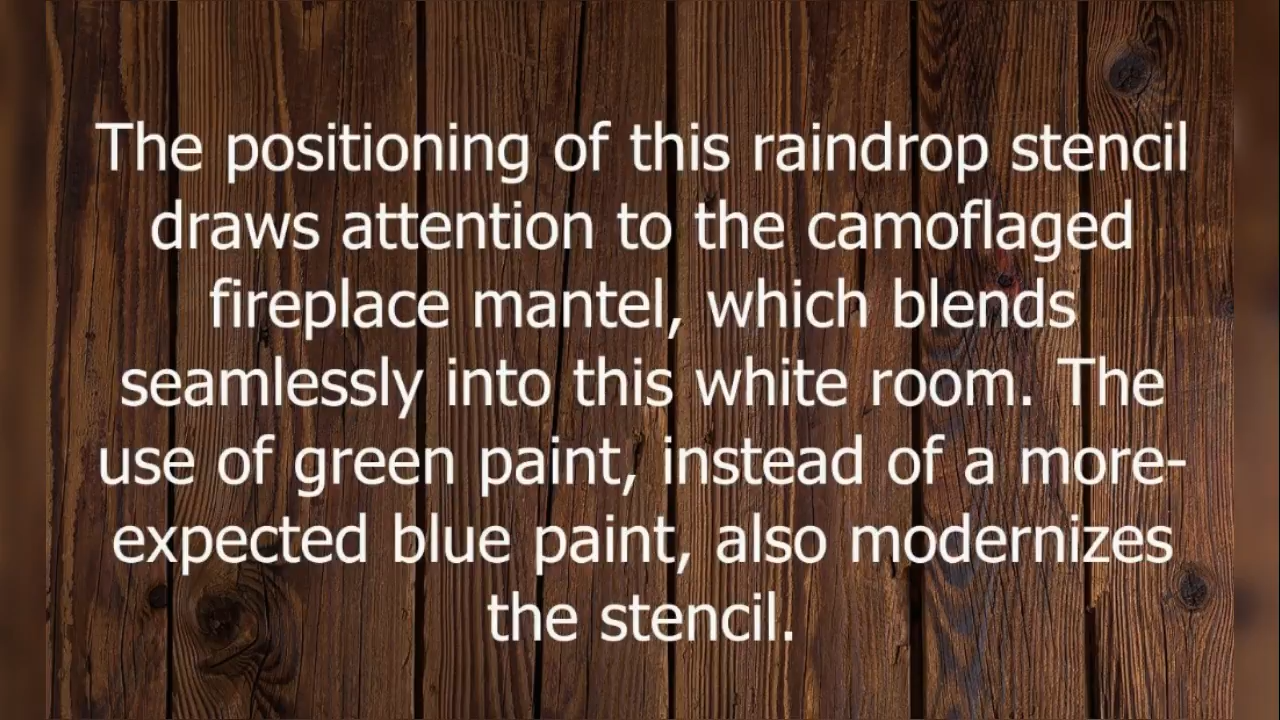 The positioning of this raindrop stencil
draws attention to the camoflaged
fireplace mantel, which blends
seamlessly into this white room. The
use of green paint, instead of a more-
expected blue paint, also modernizes
the stencil.